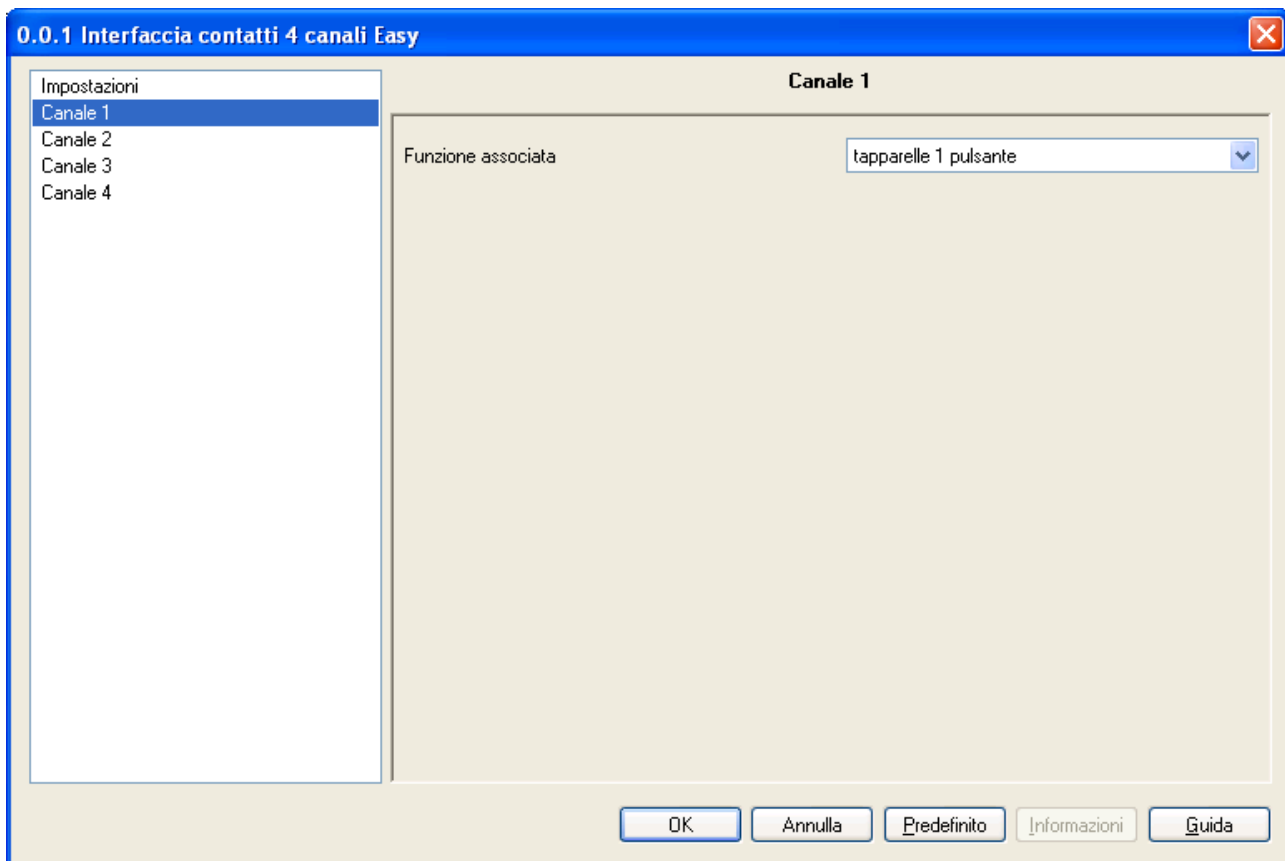 0.0.1 Interfaccia contatti 4 canali Easy
Impostazioni
Canale 1
Canale 2
Canale 3
Canale 4
Canale 1
Funzione associata
tapparelle 1 pulsante
OK
Annulla
Predefinito
Informazioni
Guida